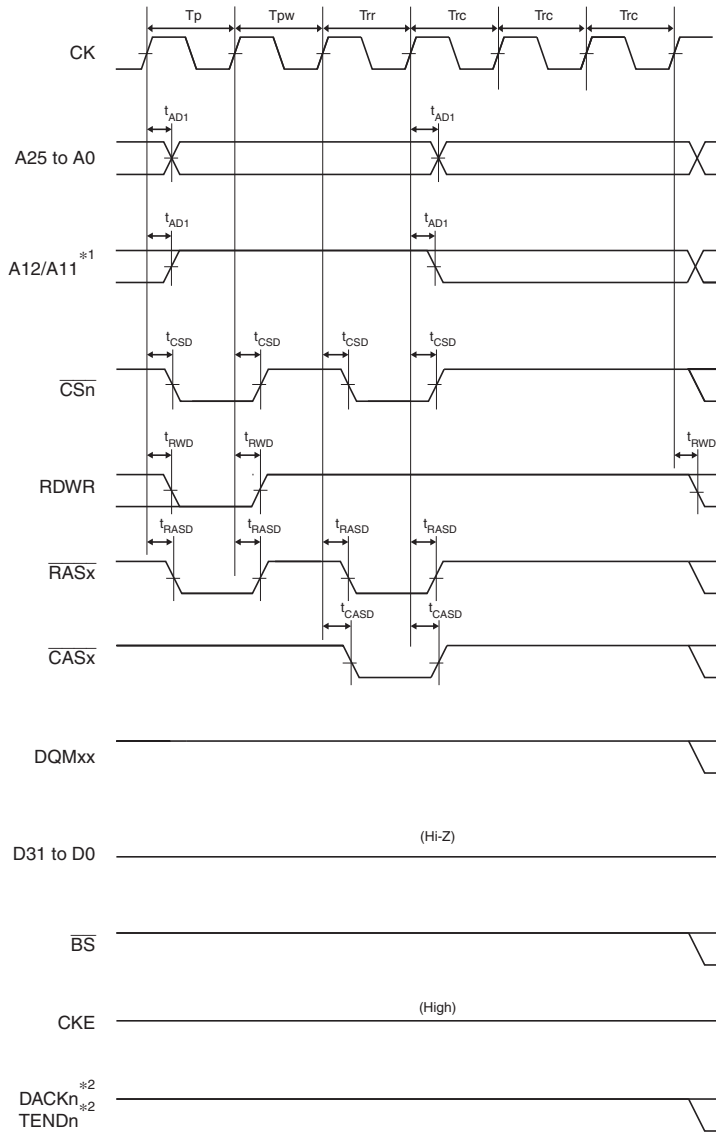 Tp Tpw Trr Trc Trc Trc
CK
tAD1 tAD1
A25 to A0
tAD1 tAD1
A12/A11*1
tCSD tCSD tCSD tCSD
CSn
tRWD tRWD tRWD
RDWR
tRASD tRASD tRASD tRASD
RASx
tCASD tCASD
CASx
DQMxx
(Hi-Z)
D31 to D0
BS
(High)
CKE
DACKn*2
TENDn*2